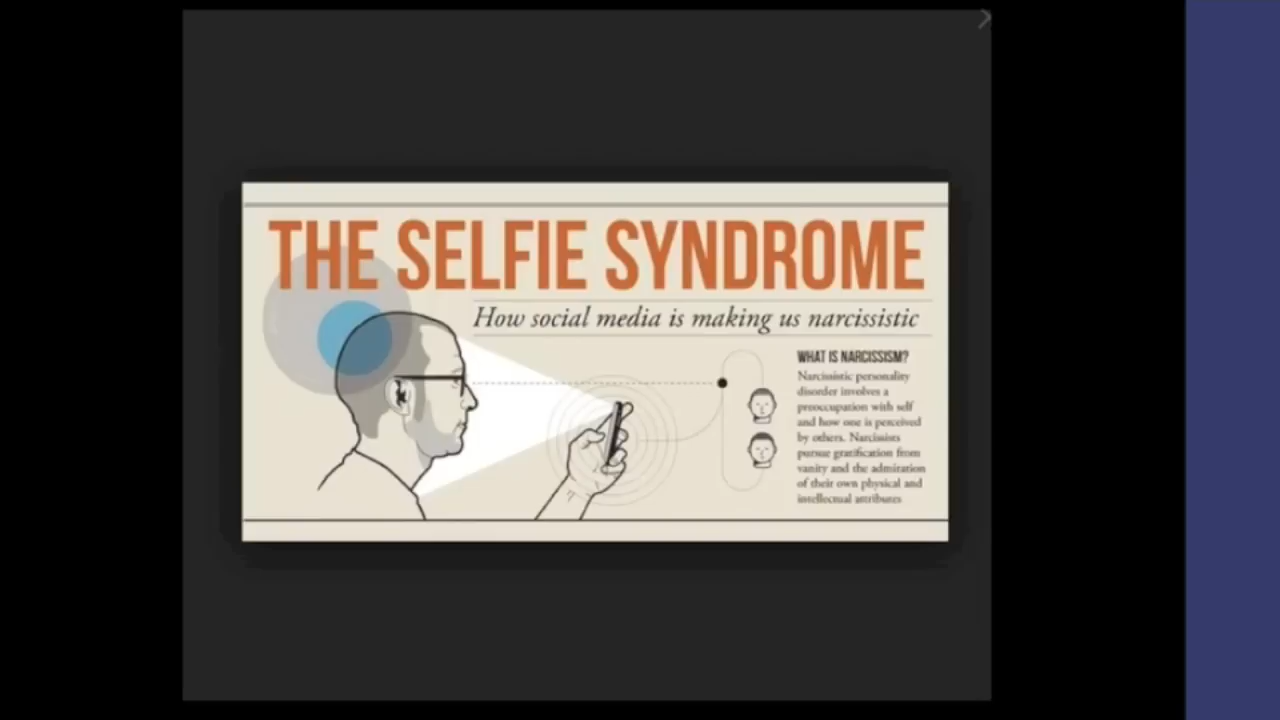 THE SELFIE SYNDROME
How social media is making us narcissistic
WHAT IS NARCISSISM?
Narcissistic personality
disorder involves a
preoccupation with self
and how one is perceived
by others. Narcissists
pursue gratification from
vanity and the admiration
of their own physical and
intellectual attributes